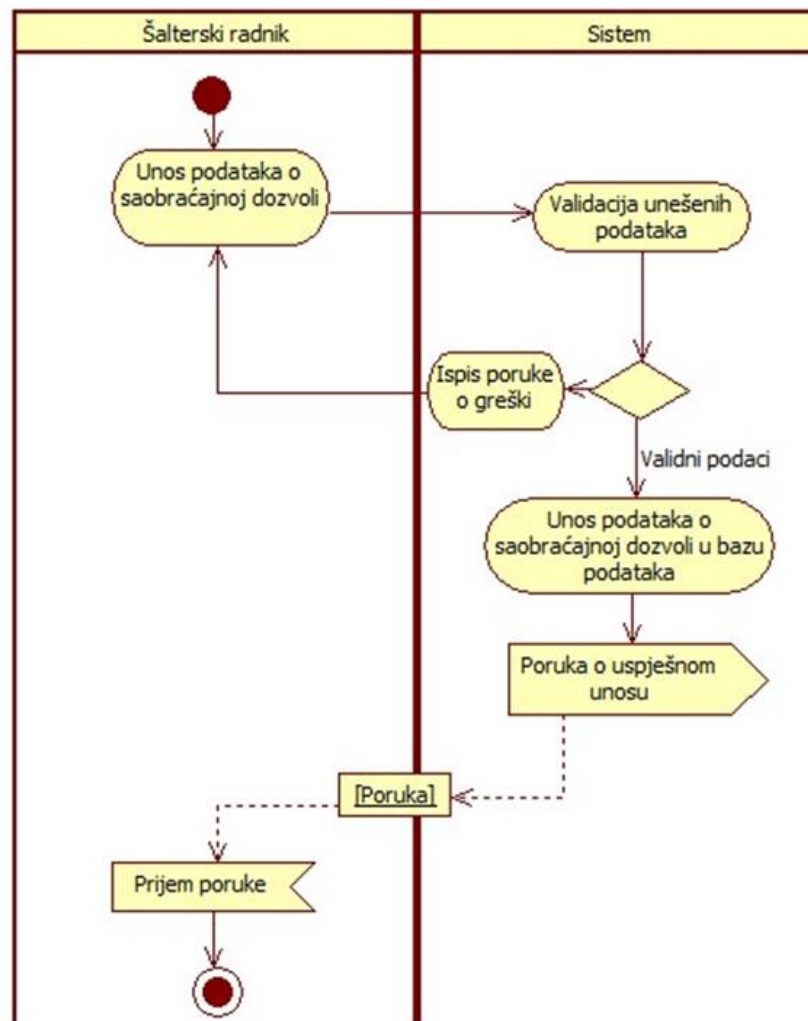 Šalterski radnik
Sistem
Unos podataka o
saobraćajnoj dozvoli
Validacija unešenih
podataka
Ispis poruke
o greški
Validni podaci
Unos podataka o
saobraćajnoj dozvoli u bazu
podataka
Poruka o uspješnom
unosu
[Poruka]
Prijem poruke